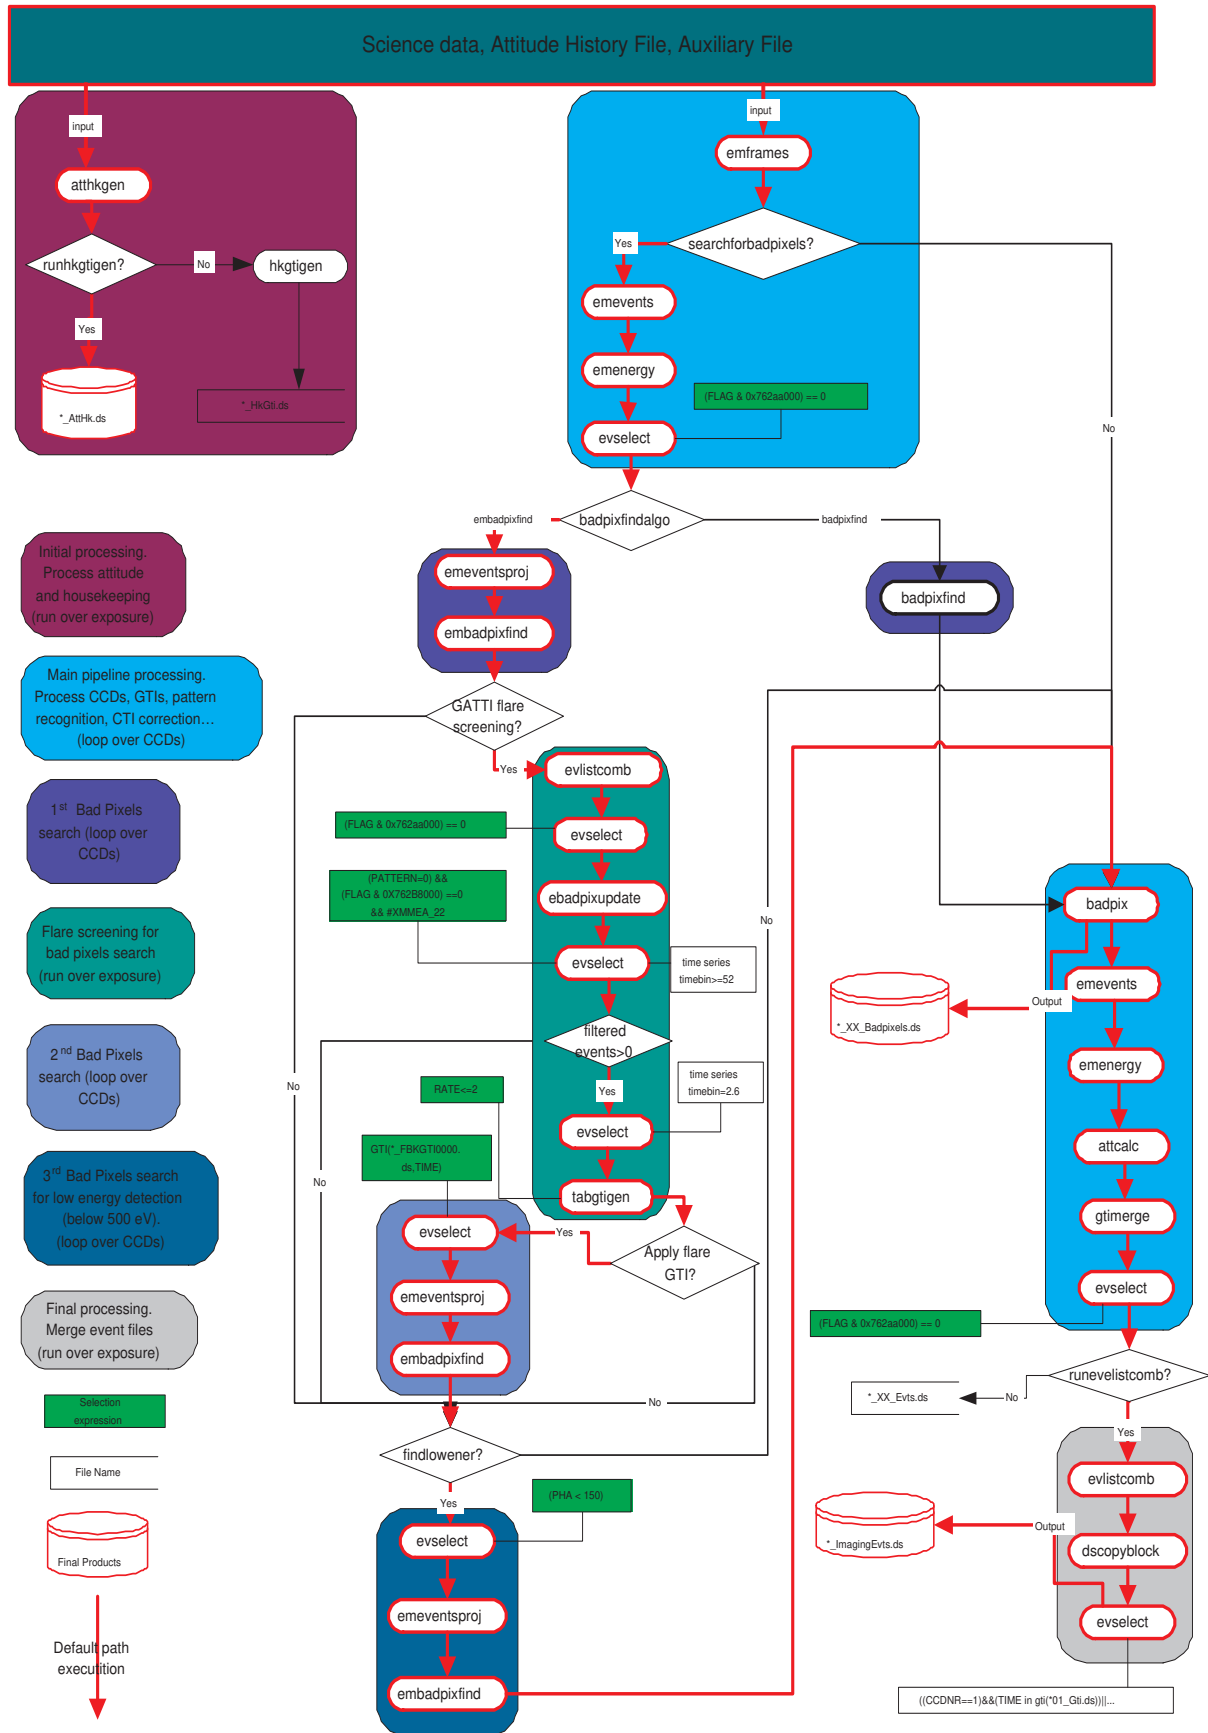 Science data, Attitude History File, Auxiliary File
input
atthkgen
runhkgtigen?
No
hkgtigen
Yes
*_AttHk.ds
*_HkGti.ds
input
emframes
searchforbadpixels?
Yes
emevents
emenergy
(FLAG & 0x762aa000) == 0
evselect
No
badpixfindalgo
embadpixfind
badpixfind
emeventsproj
embadpixfind
badpixfind
GATTI flare
screening?
Yes
evlistcomb
(FLAG & 0x762aa000) == 0
evselect
(PATTERN=0) &&
(FLAG & 0X762B8000) ==0
&& #XMMEA_22
ebadpixupdate
evselect
time series
timebin>=52
filtered
events>0
No
No
No
RATE<=2
Yes
time series
timebin=2.6
evselect
GTI(*_FBKGTI0000.
ds,TIME)
tabgtigen
evselect
Yes
Apply flare
GTI?
emeventsproj
embadpixfind
No
findlowener?
Yes
(PHA < 150)
evselect
emeventsproj
embadpixfind
badpix
emevents
Output
*_XX_Badpixels.ds
emenergy
attcalc
gtimerge
evselect
(FLAG & 0x762aa000) == 0
runevelistcomb?
No
*_XX_Evts.ds
Yes
evlistcomb
Output
*_ImagingEvts.ds
dscopyblock
evselect
((CCDNR==1)&&(TIME in gti(*01_Gti.ds))||...
Initial processing.
Process attitude
and housekeeping
(run over exposure)
Main pipeline processing.
Process CCDs, GTIs, pattern
recognition, CTI correction…
(loop over CCDs)
1st Bad Pixels
search (loop over
CCDs)
Flare screening for
bad pixels search
(run over exposure)
2nd Bad Pixels
search (loop over
CCDs)
3rd Bad Pixels search
for low energy detection
(below 500 eV).
(loop over CCDs)
Final processing.
Merge event files
(run over exposure)
Selection
expression
File Name
Final Products
Default path
executition